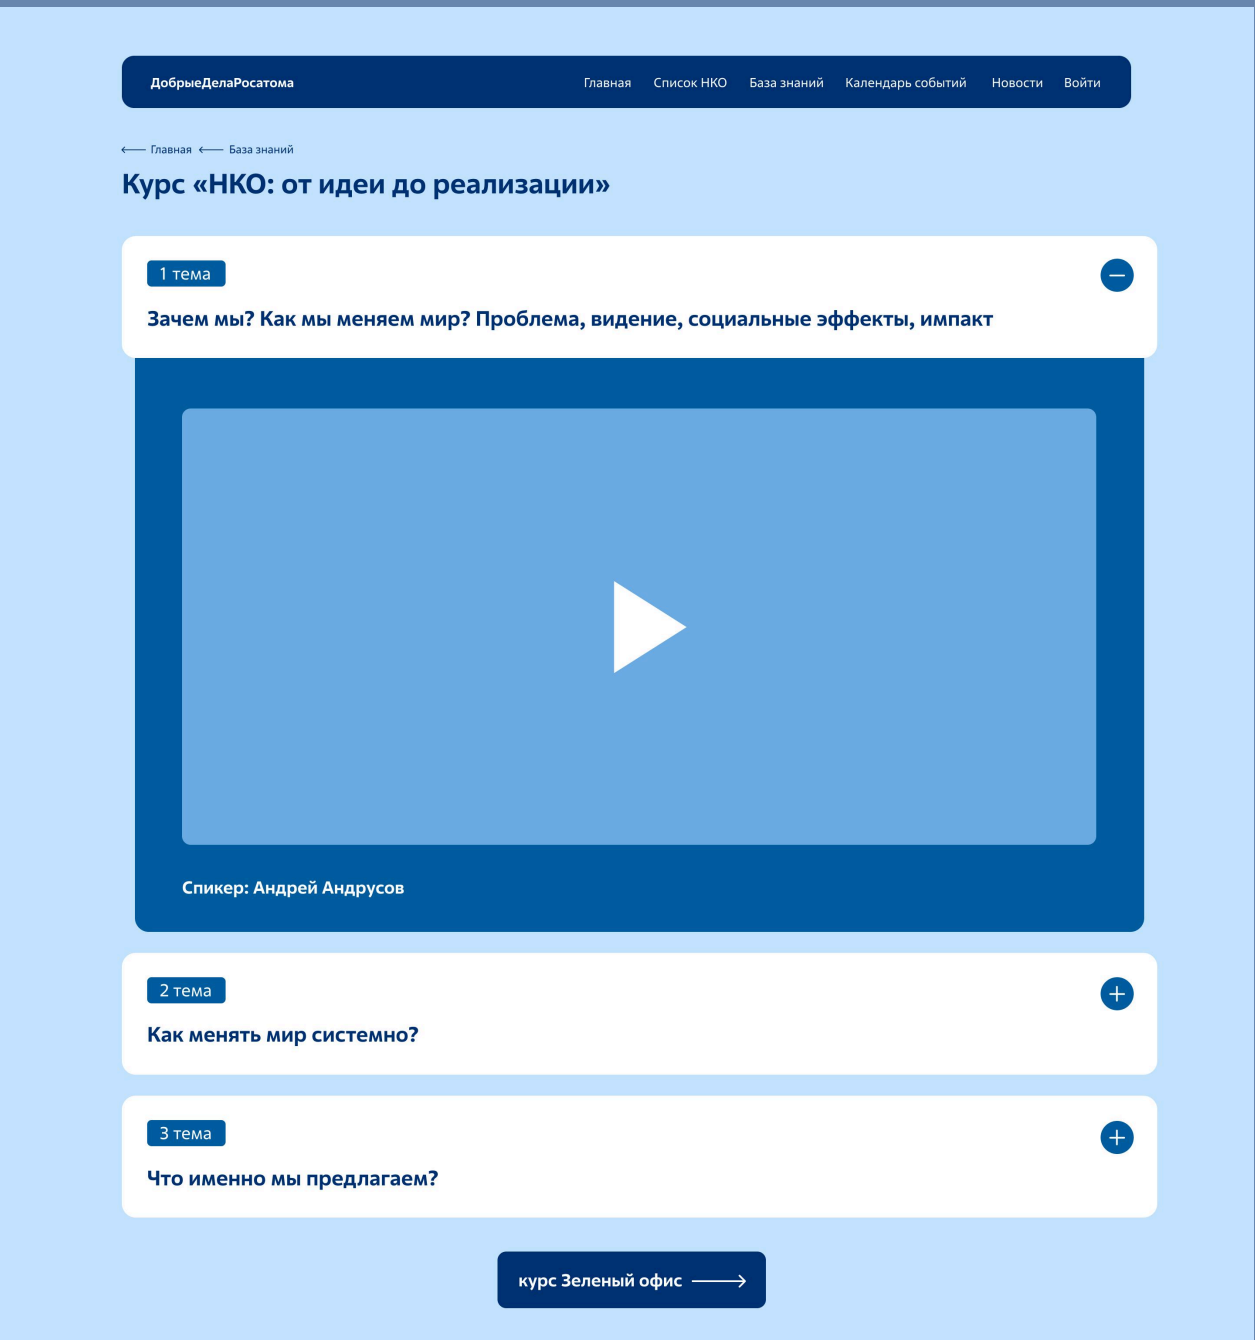 ДобрыеДелаРосатома Главная Список НКО База знаний Календарь событий Новости Войти
Главная База знаний
Курс «НКО: от идеи до реализации»
1 тема
Зачем мы? Как мы меняем мир? Проблема, видение, социальные эффекты, импакт
Спикер: Андрей Андрусов
2 тема
Как менять мир системно?
3 тема
Что именно мы предлагаем?
курс Зеленый офис